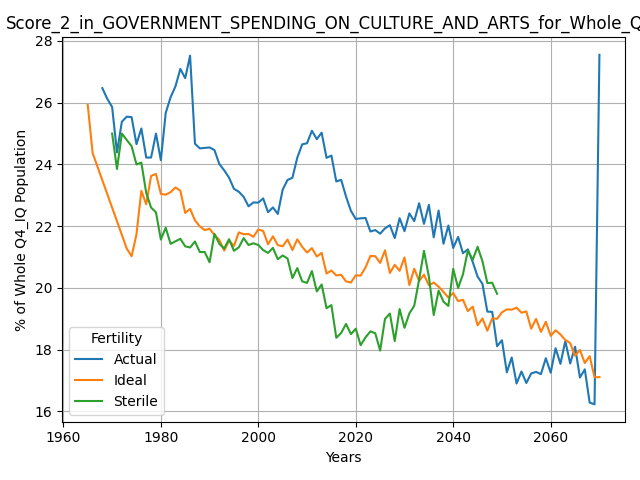 Score_2_in_GOVERNMENT_SPENDING_ON_CULTURE_AND_ARTS_for_Whole_Q
28
26
24
22
20
18
16
% of Whole Q4_IQ Population
Fertility
Actual
Ideal
Sterile
1960
1980
2000
2020
2040
2060
Years